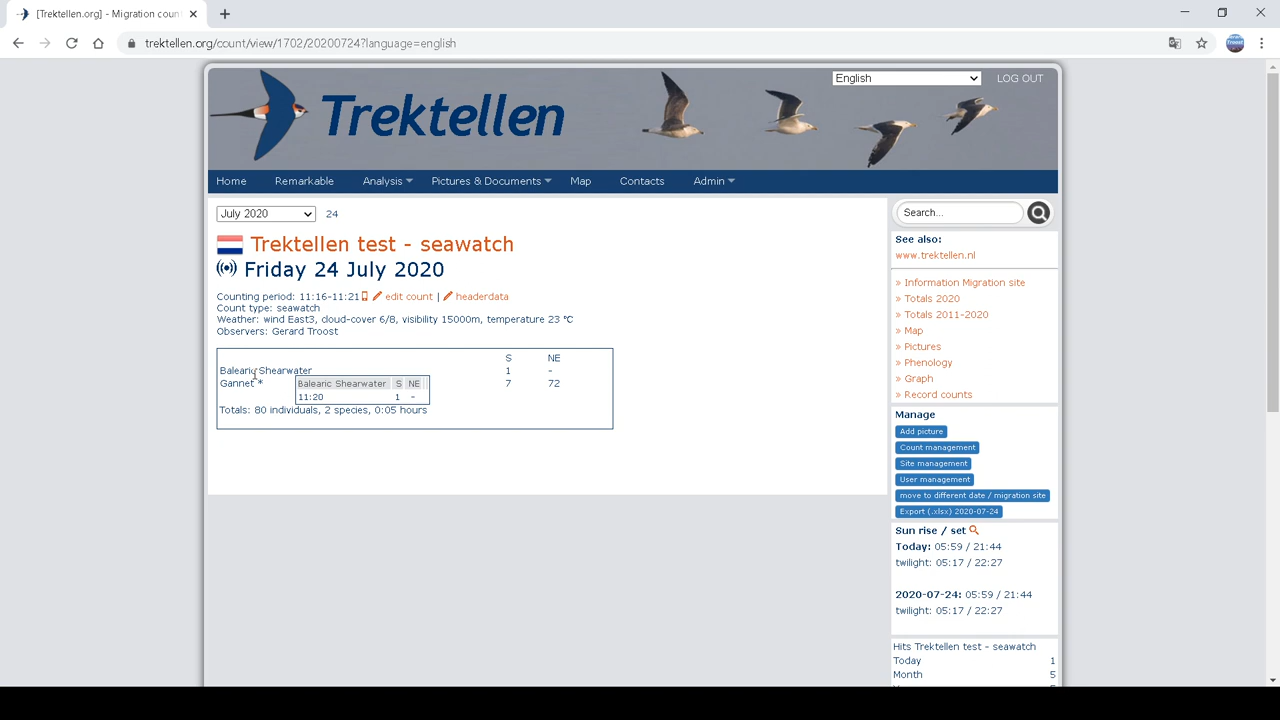 [Trektellen.org] - Migration coun
trektellen.org/count/view/1702/20200724?language=english
Trektellen
English
LOG OUT
Home
Remarkable
Analysis
Pictures & Documents
Map
Contacts
Admin
July 2020
24
Trektellen test - seawatch
Friday 24 July 2020
Counting period: 11:16-11:21 edit count | headerdata
Count type: seawatch
Weather: wind East3, cloud-cover 6/8, visibility 15000m, temperature 23 ℃
Observers: Gerard Troost
S NE
Balearic Shearwater 1 -
Gannet * 7 72
Balearic Shearwater S NE
11:20 1 -
Totals: 80 individuals, 2 species, 0:05 hours
Search...
See also:
www.trektellen.nl
» Information Migration site
» Totals 2020
» Totals 2011-2020
» Map
» Pictures
» Phenology
» Graph
» Record counts
Manage
Add picture
Count management
Site management
User management
move to different date / migration site
Export (.xlsx) 2020-07-24
Sun rise / set
Today: 05:59 / 21:44
twilight: 05:17 / 22:27
2020-07-24: 05:59 / 21:44
twilight: 05:17 / 22:27
Hits Trektellen test - seawatch
Today 1
Month 5